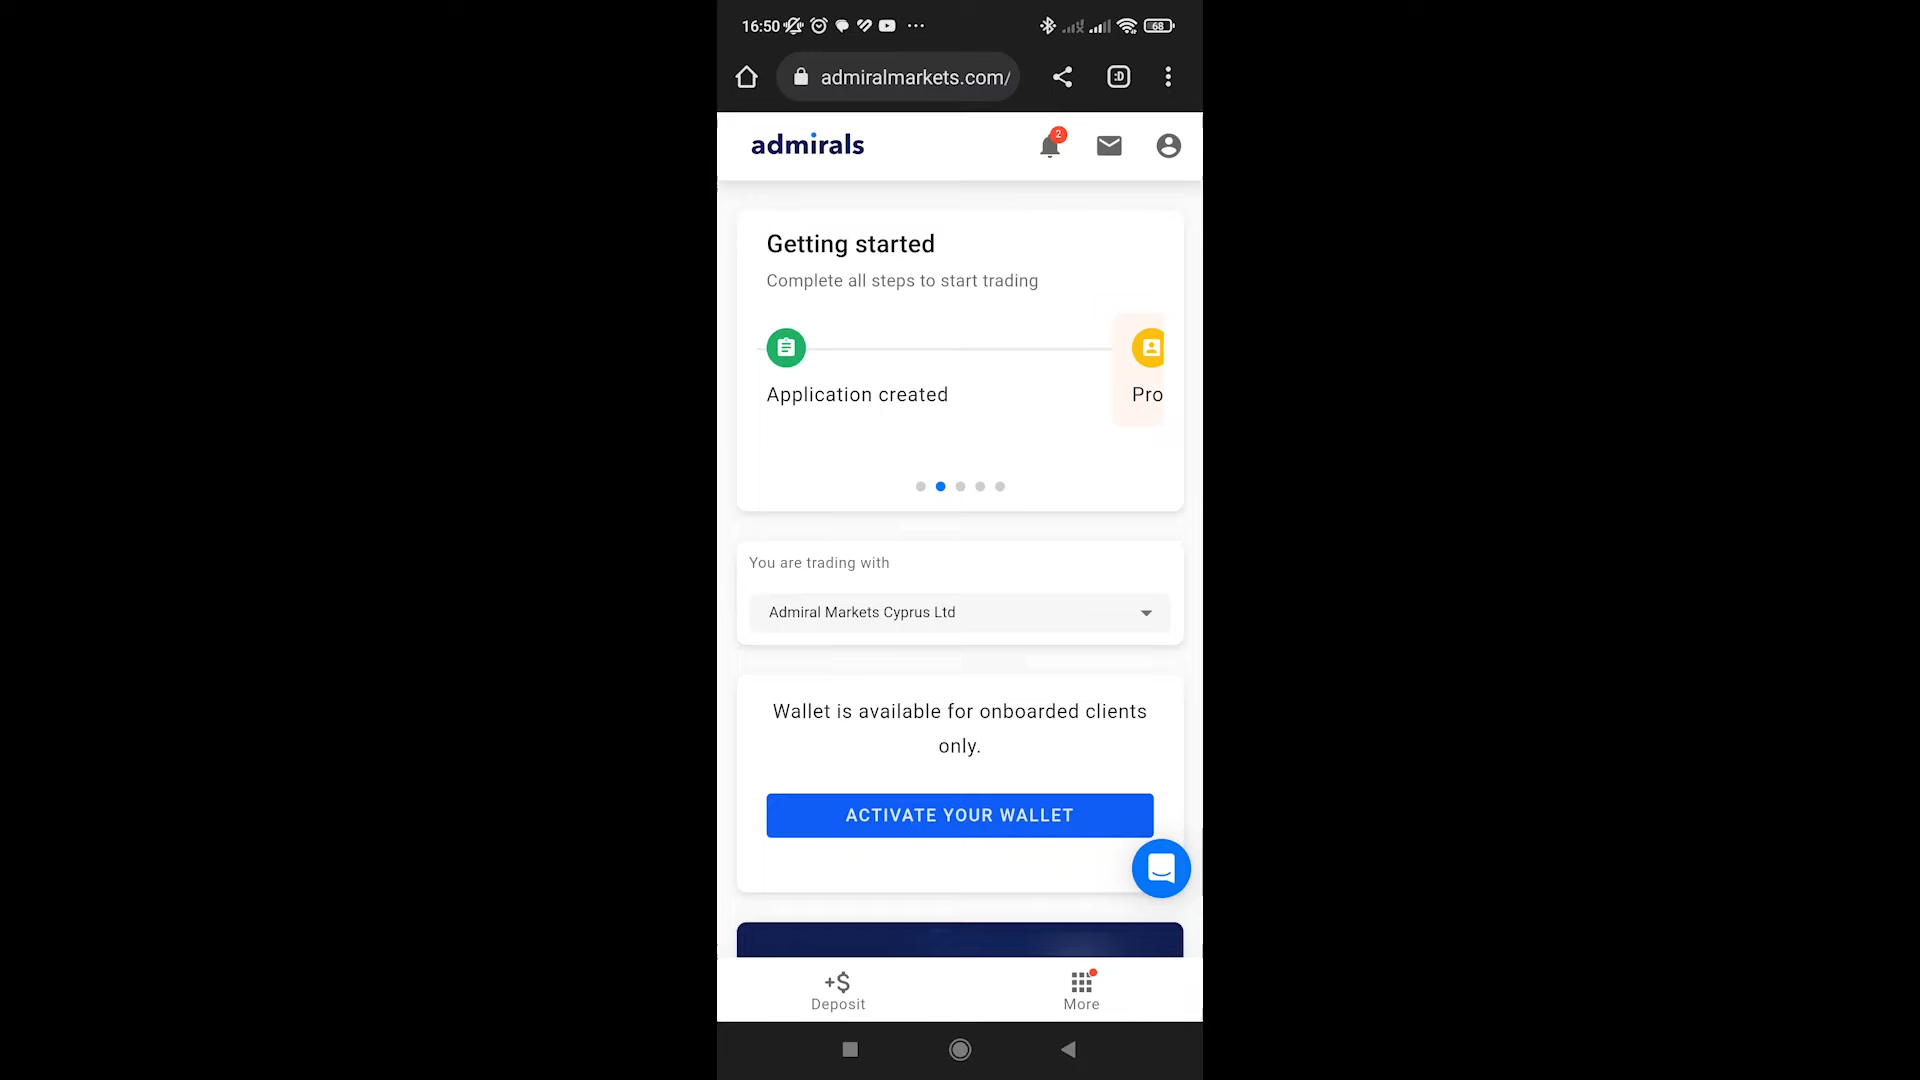 16:50
68
admiralmarkets.com/
:D
admirals
2
Getting started
Complete all steps to start trading
Application created
Pro
You are trading with
Admiral Markets Cyprus Ltd
Wallet is available for onboarded clients
only.
ACTIVATE YOUR WALLET
+$
Deposit
More